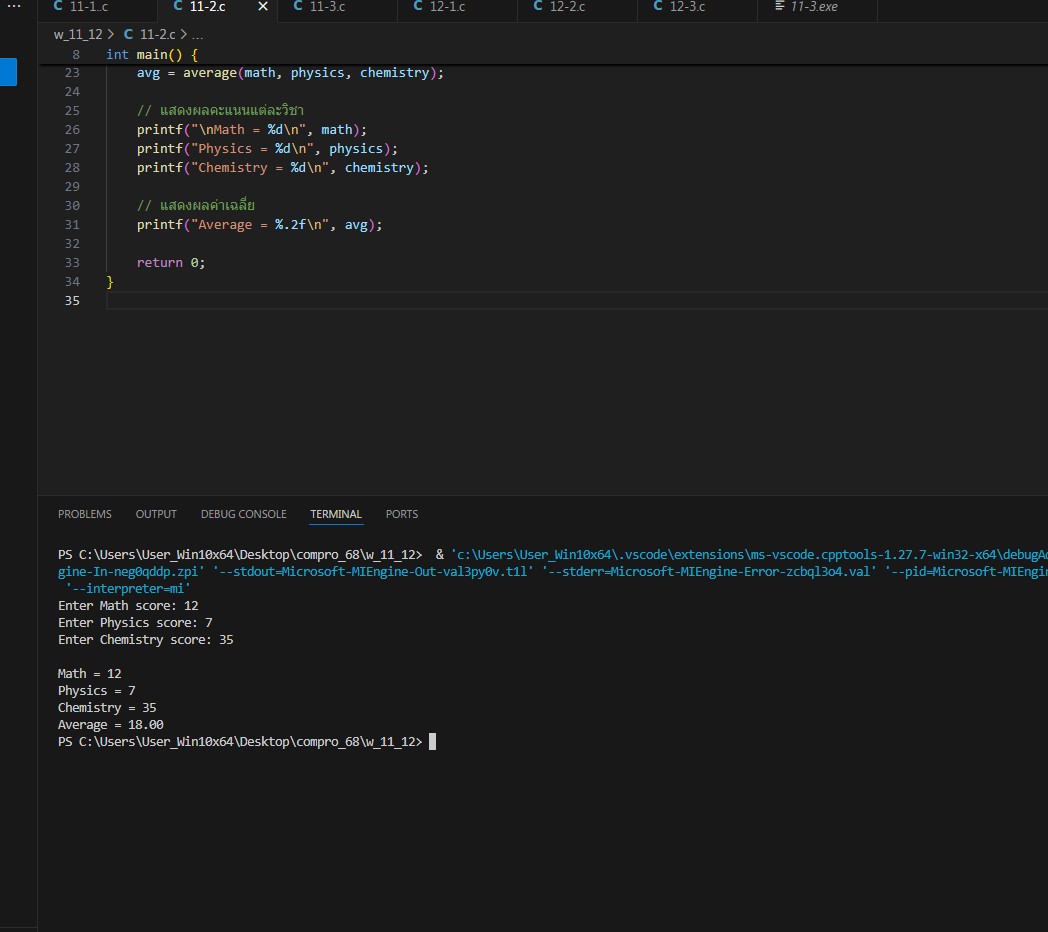 ... C 11-1..c C 11-2.c × C 11-3.c C 12-1.c C 12-2.c C 12-3.c 11-3.exe
w_11_12 > C 11-2.c > ...
8 int main() {
23 avg = average(math, physics, chemistry);
24
25 // แสดงผลคะแนนแต่ละวิชา
26 printf("\nMath = %d\n", math);
27 printf("Physics = %d\n", physics);
28 printf("Chemistry = %d\n", chemistry);
29
30 // แสดงผลค่าเฉลี่ย
31 printf("Average = %.2f\n", avg);
32
33 return 0;
34 }
35
PROBLEMS OUTPUT DEBUG CONSOLE TERMINAL PORTS
PS C:\Users\User_Win10x64\Desktop\compro_68\w_11_12> & 'c:\Users\User_Win10x64\.vscode\extensions\ms-vscode.cpptools-1.27.7-win32-x64\debugAd
gine-In-neg0qddp.zpi' '--stdout=Microsoft-MIEngine-Out-val3py0v.t1l' '--stderr=Microsoft-MIEngine-Error-zcbql3o4.val' '--pid=Microsoft-MIEngin
'--interpreter=mi'
Enter Math score: 12
Enter Physics score: 7
Enter Chemistry score: 35
Math = 12
Physics = 7
Chemistry = 35
Average = 18.00
PS C:\Users\User_Win10x64\Desktop\compro_68\w_11_12>